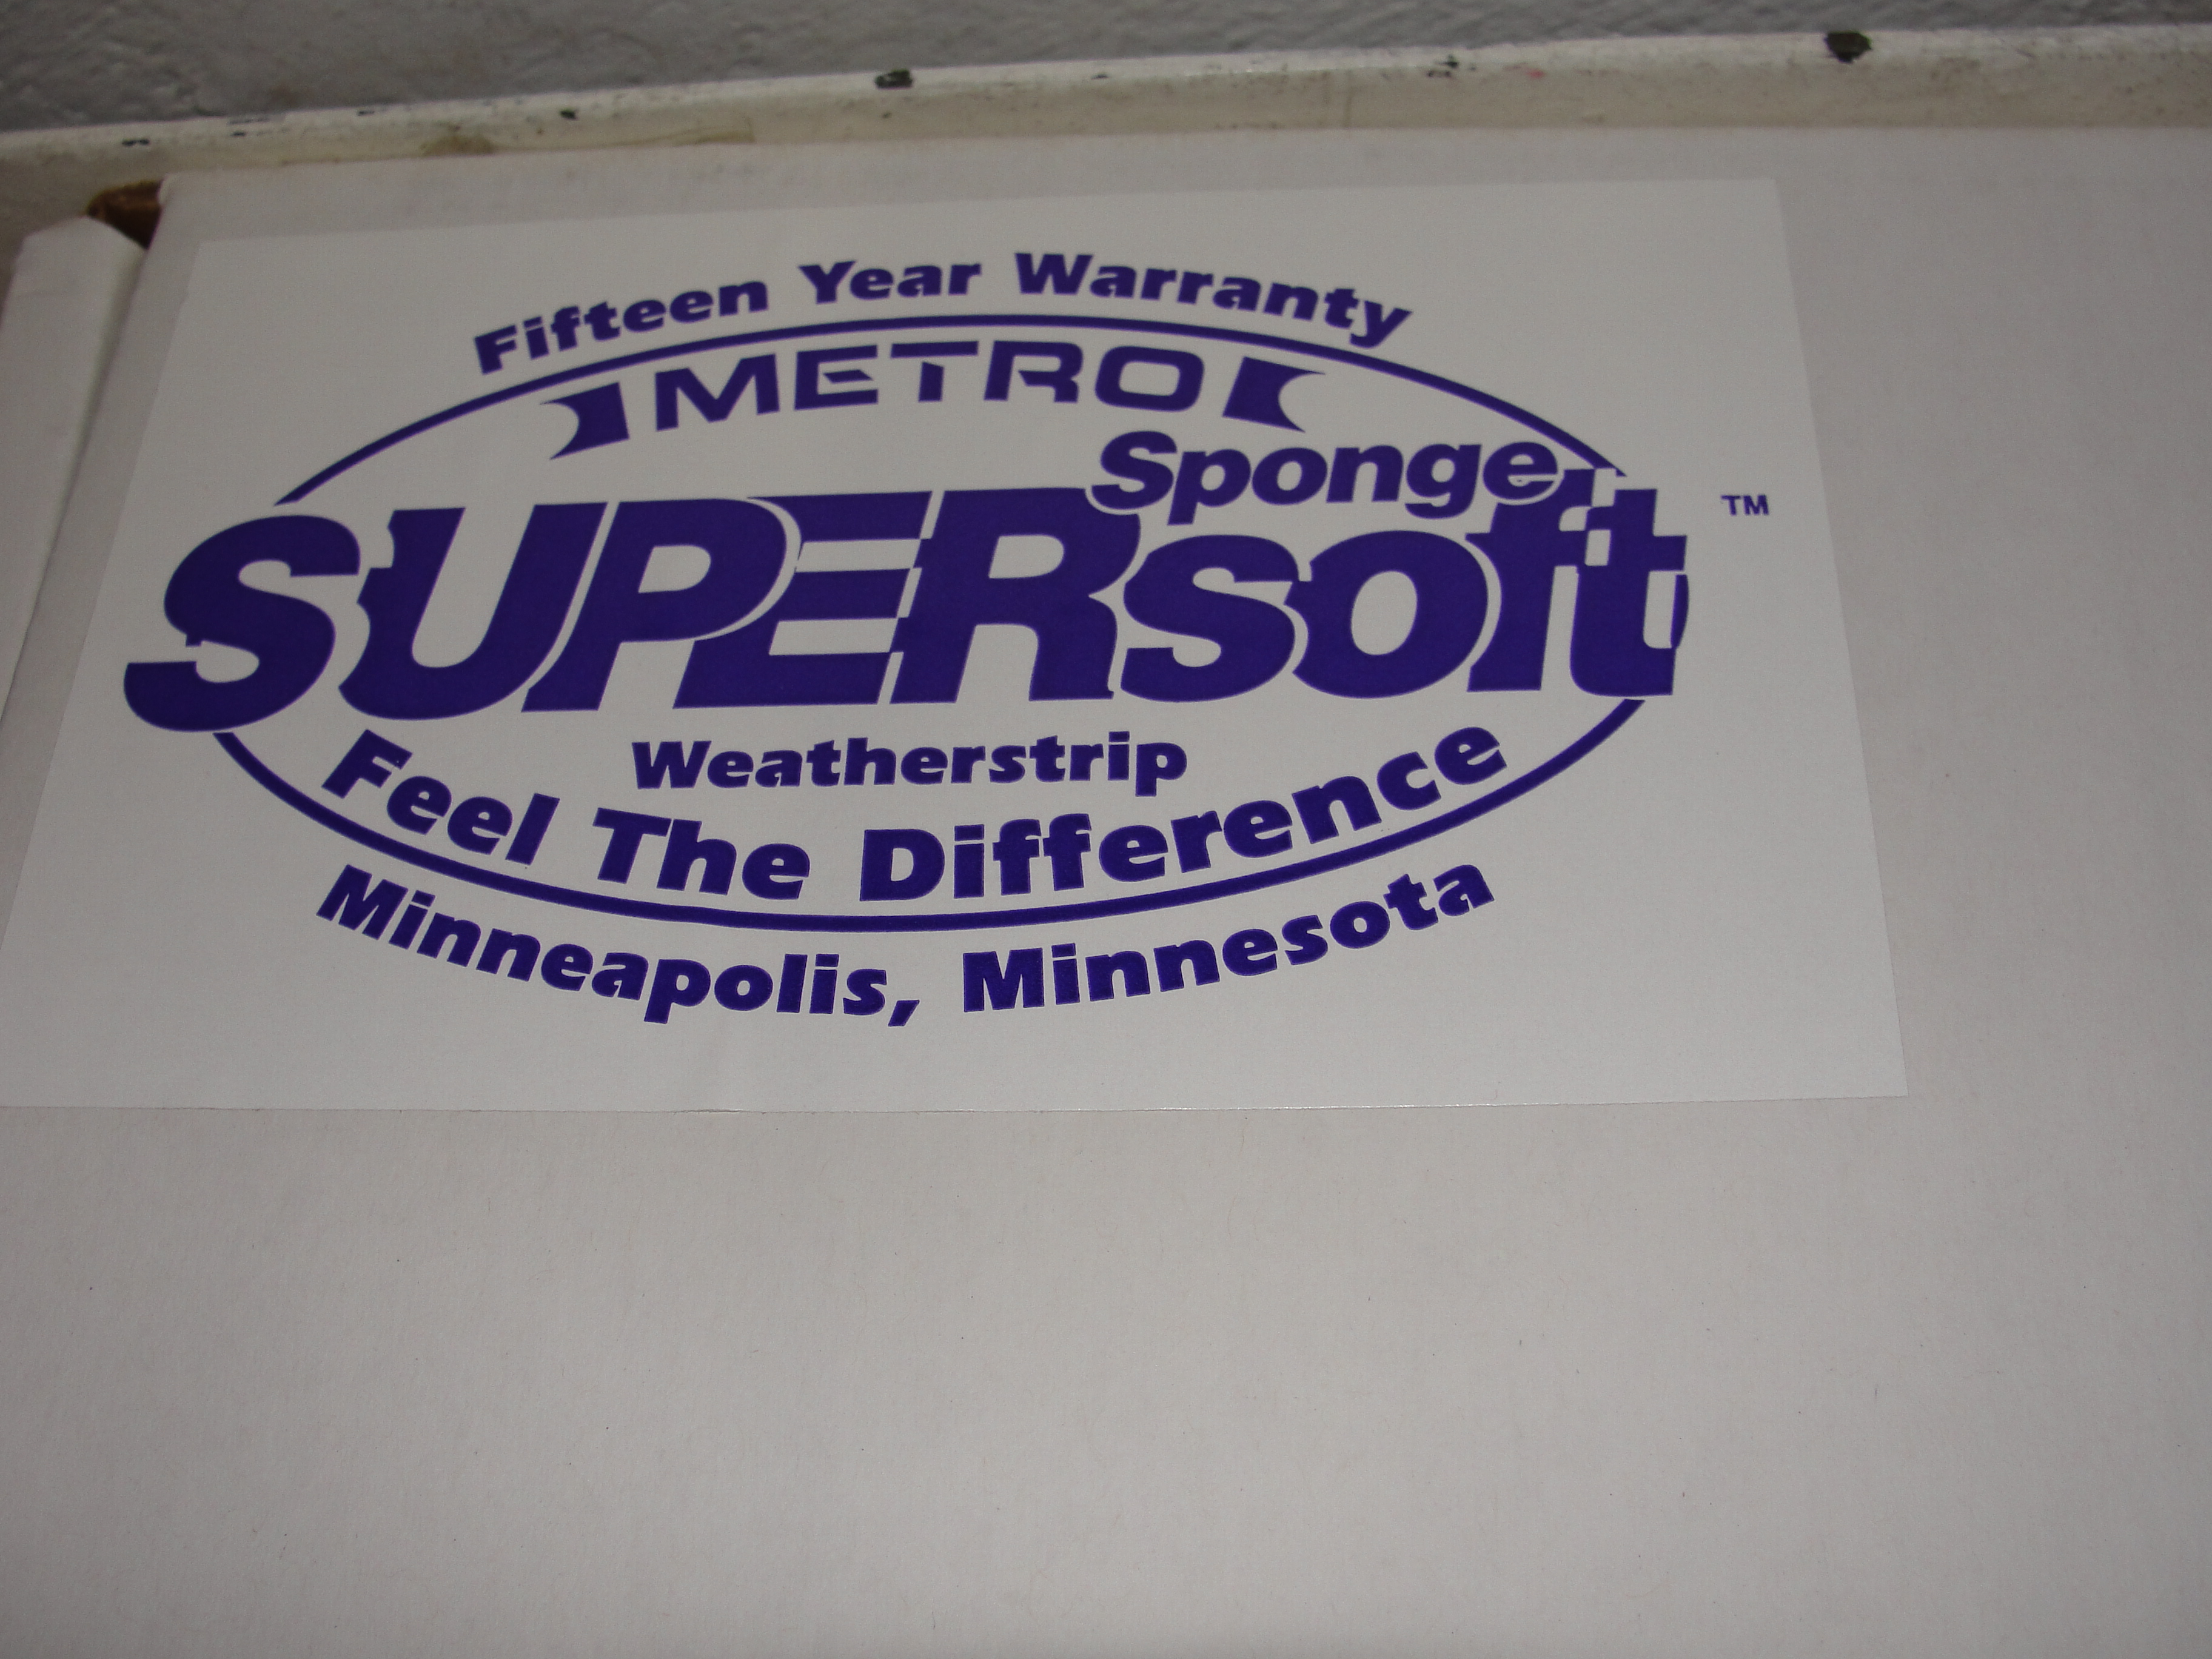 Fifteen Year Warranty
METRO
Sponge
SUPERsoft ™
Weatherstrip
Feel The Difference
Minneapolis, Minnesota